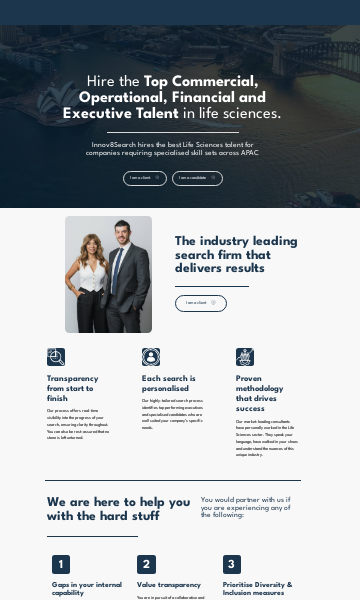 Hire the Top Commercial,
Operational, Financial and
Executive Talent in life sciences.
Innov8Search hires the best Life Sciences talent for
companies requiring specialised skill sets across APAC
I am a client
I am a candidate
The industry leading
search firm that
delivers results
I am a client
Transparency
from start to
finish
Our process offers real-time
visibility into the progress of your
search, ensuring clarity throughout.
You can also be rest-assured that no
stone is left unturned.
Each search is
personalised
Our highly-tailored search process
identifies top performing executives
and specialised candidates who are
well suited your company's specific
needs.
Proven
methodology
that drives
success
Our market-leading consultants
have personally worked in the Life
Sciences sector. They speak your
language, have walked in your shoes
and understand the nuances of this
unique industry.
We are here to help you
with the hard stuff
You would partner with us if
you are experiencing any of
the following:
1
Gaps in your internal
capability
2
Value transparency
You are in pursuit of a collaborative and
3
Prioritise Diversity &
Inclusion measures